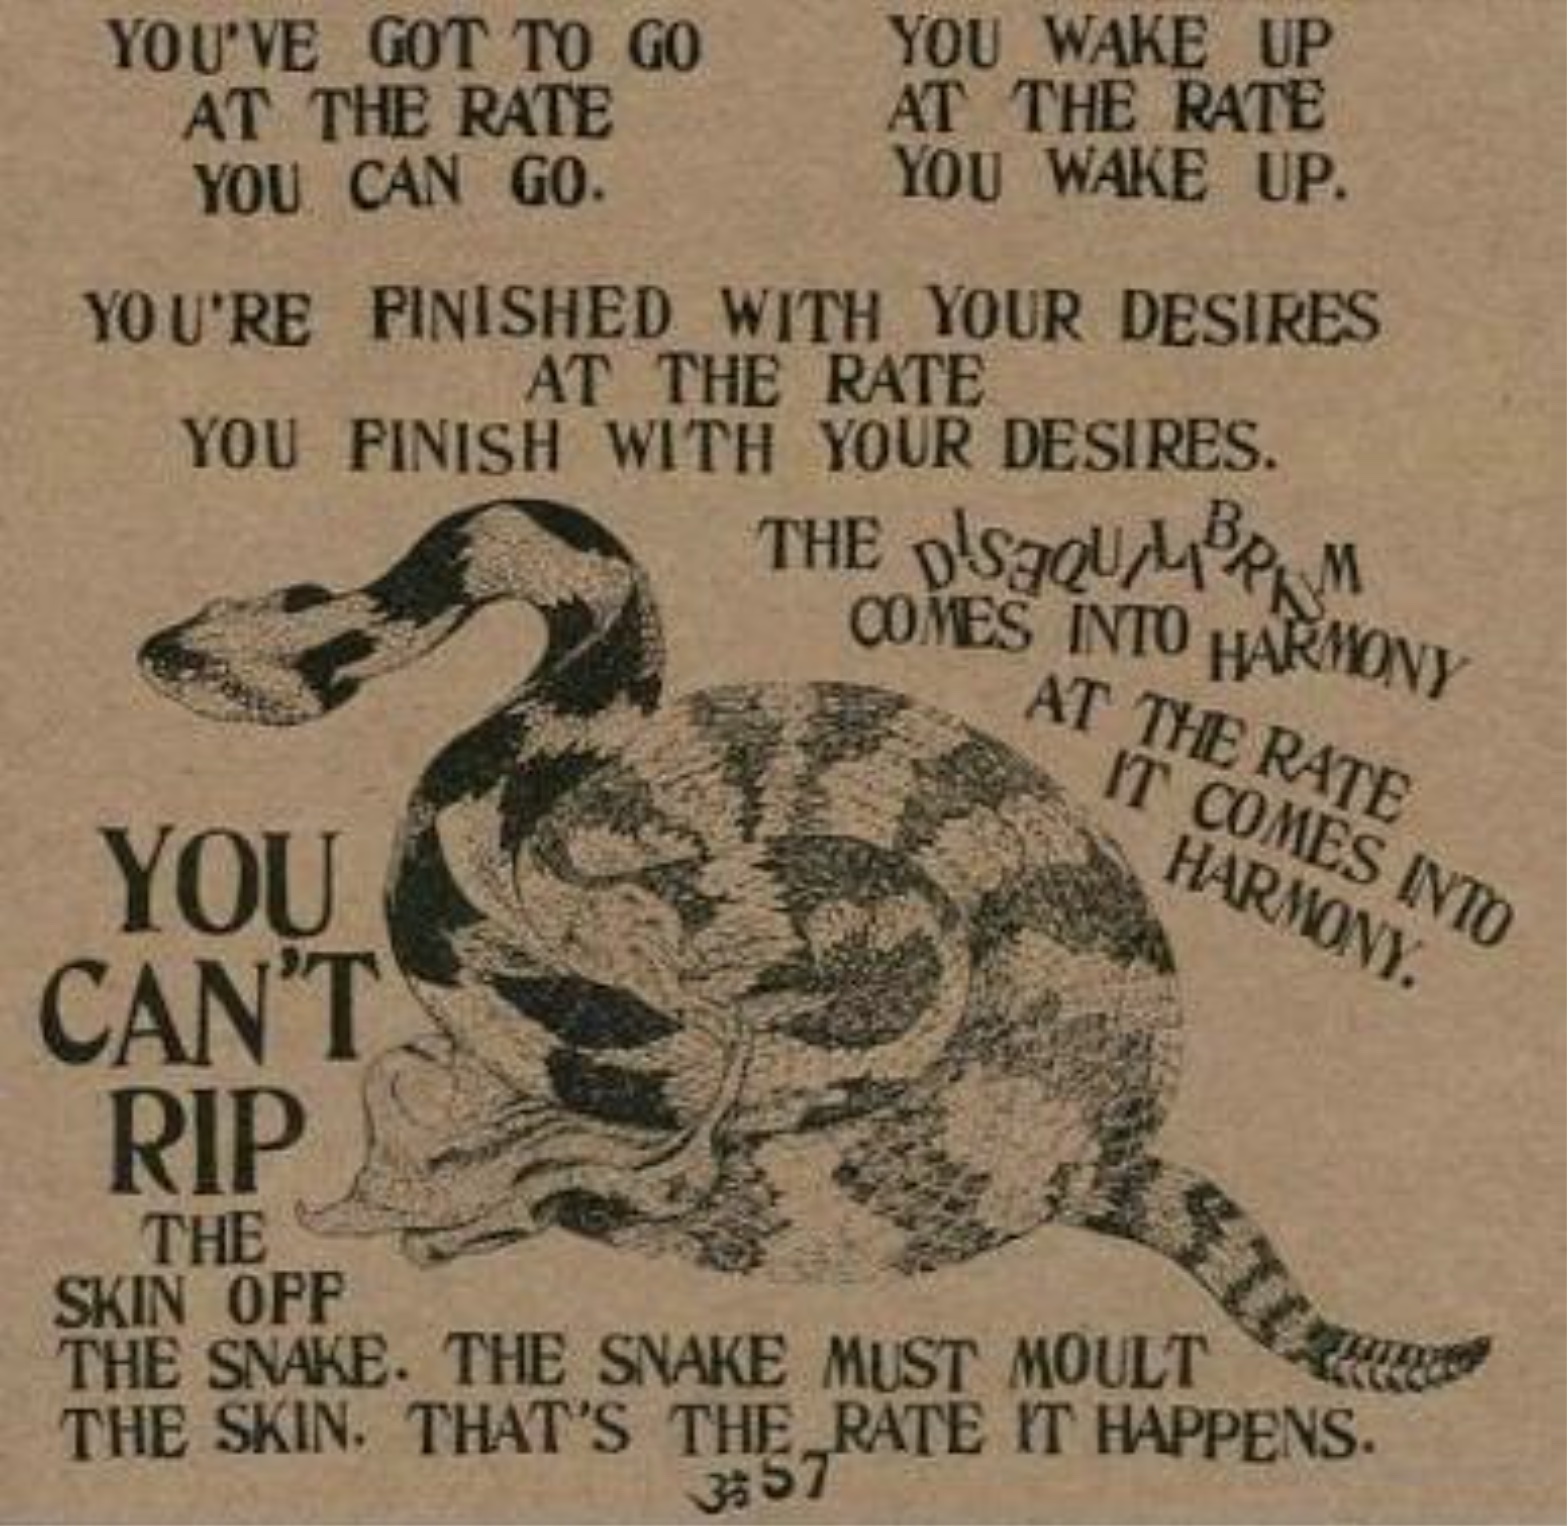 YOU'VE GOT TO GO
AT THE RATE
YOU CAN GO.
YOU WAKE UP
AT THE RATE
YOU WAKE UP.
YOU'RE FINISHED WITH YOUR DESIRES
AT THE RATE
YOU FINISH WITH YOUR DESIRES.
THE DISEQUILIBRIUM
COMES INTO HARMONY
AT THE RATE
IT COMES INTO
HARMONY.
YOU
CAN'T
RIP
THE
SKIN OFF
THE SNAKE. THE SNAKE MUST MOULT
THE SKIN. THAT'S THE RATE IT HAPPENS.
ॐ 57